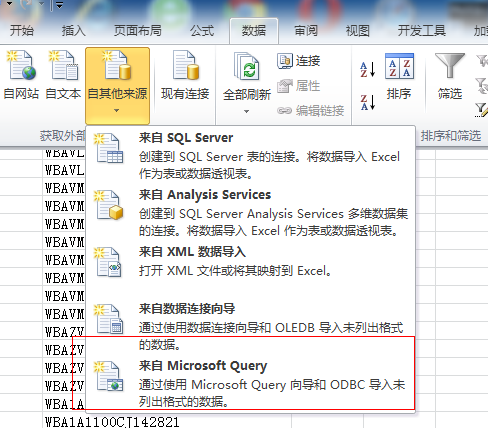 开始 插入 页面布局 公式 数据 审阅 视图 开发工具
自网站 自文本 自其他来源 现有连接 全部刷新 连接 属性 编辑链接 排序 筛选
获取外部 排序和筛选
WBAVL
来自 SQL Server
创建到 SQL Server 表的连接。将数据导入 Excel
作为表或数据透视表。
WBAVL
WBAVM
来自 Analysis Services
创建到 SQL Server Analysis Services 多维数据集
的连接。将数据导入 Excel 作为表或数据透视表。
WBAVM
WBAVM
WBAVM
来自 XML 数据导入
打开 XML 文件或将其映射到 Excel。
WBAVM
WBAVM
WBAVM
来自数据连接向导
通过使用数据连接向导和 OLEDB 导入未列出格式
的数据。
WBAZV
WBAZV
WBAZV
来自 Microsoft Query
通过使用 Microsoft Query 向导和 ODBC 导入未
列出格式的数据。
WBAZV
WBA1A
WBA1A1100CJ142821